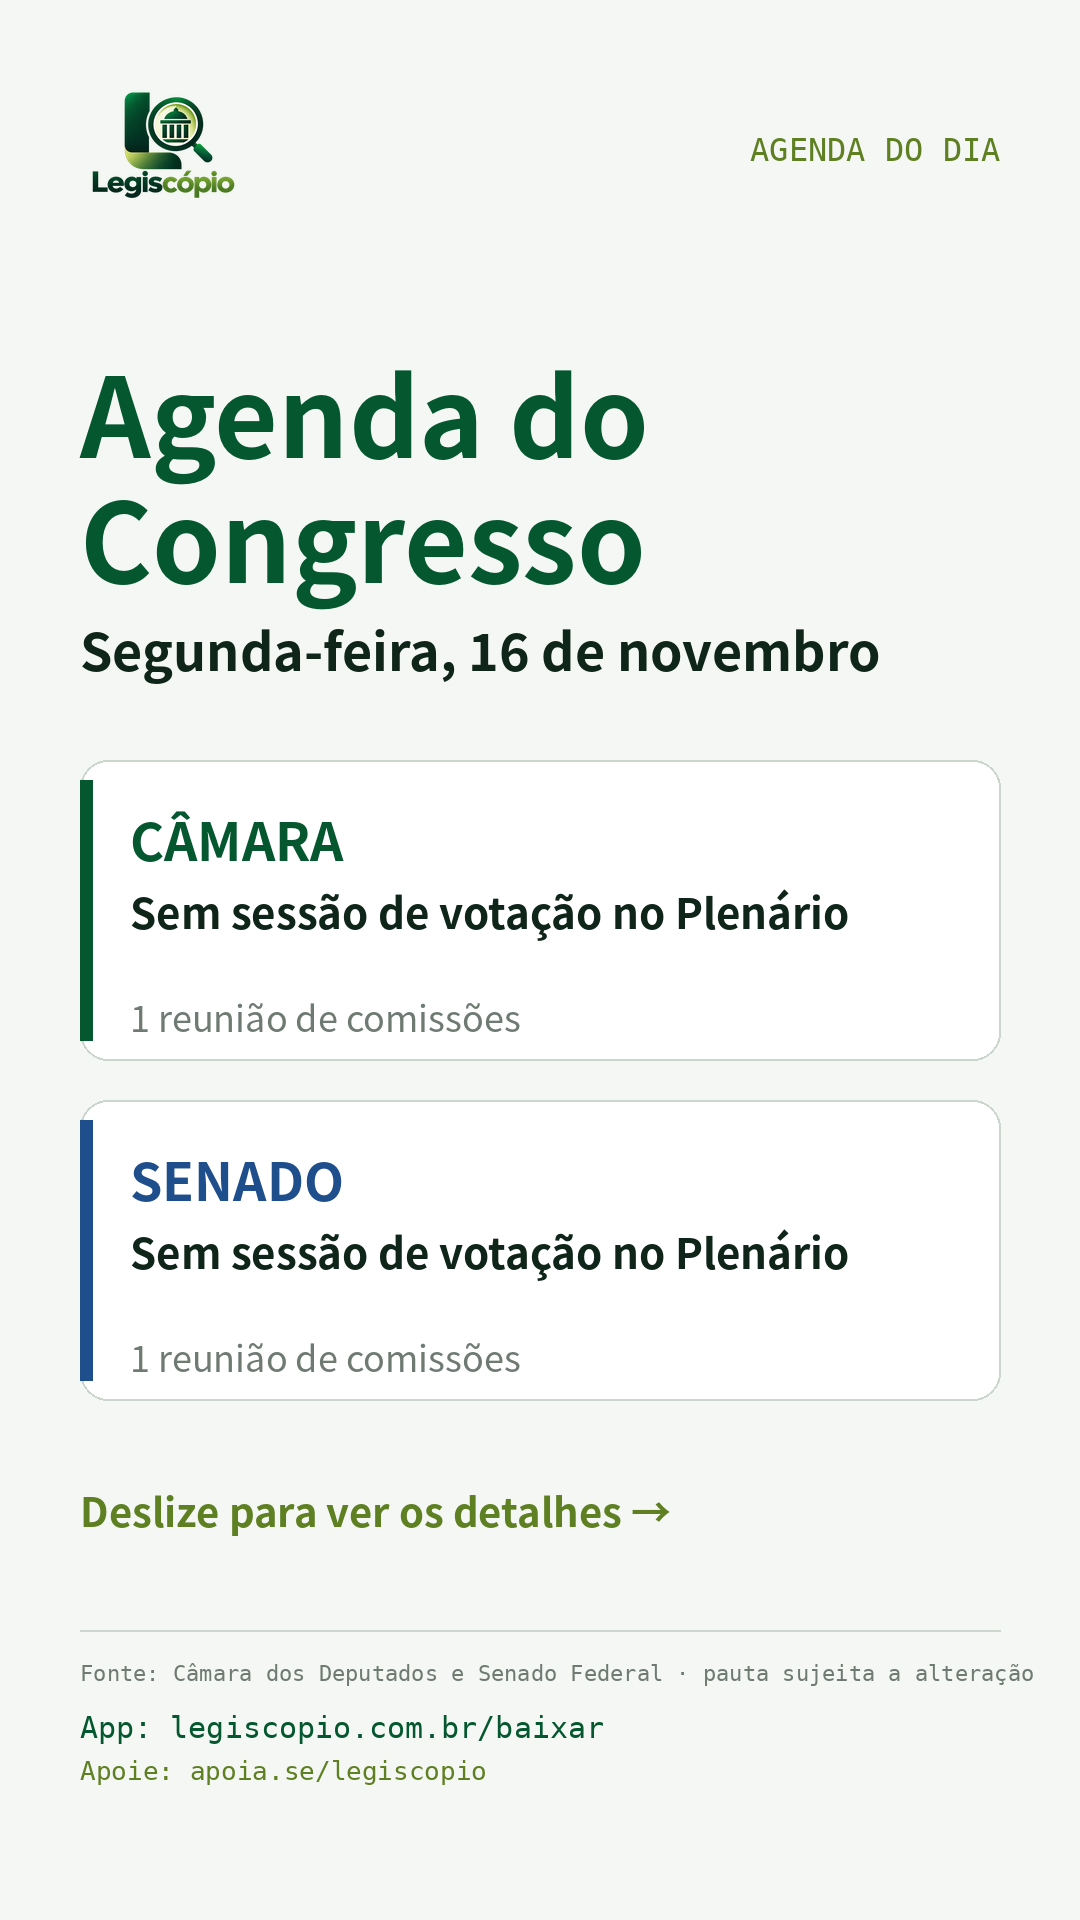 Legiscópio
AGENDA DO DIA
Agenda do
Congresso
Segunda-feira, 16 de novembro
CÂMARA
Sem sessão de votação no Plenário
1 reunião de comissões
SENADO
Sem sessão de votação no Plenário
1 reunião de comissões
Deslize para ver os detalhes →
Fonte: Câmara dos Deputados e Senado Federal · pauta sujeita a alteração
App: legiscopio.com.br/baixar
Apoie: apoia.se/legiscopio